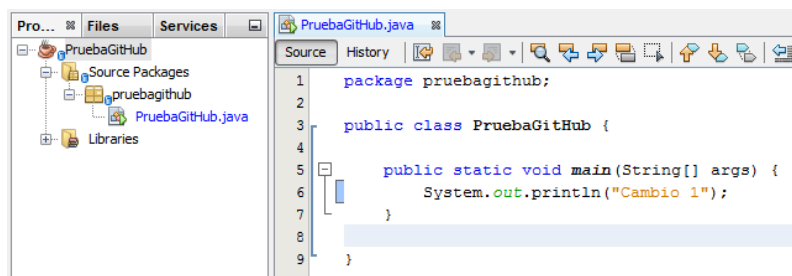 Pro... Files Services
PruebaGitHub
Source Packages
pruebagithub
PruebaGitHub.java
Libraries
PruebaGitHub.java
Source History
1 package pruebagithub;
2
3 public class PruebaGitHub {
4
5 public static void main(String[] args) {
6 System.out.println("Cambio 1");
7 }
8
9 }